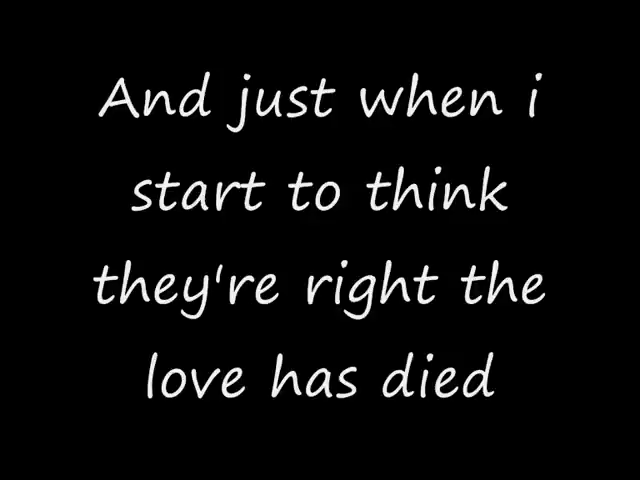 And just when i
start to think
they're right the
love has died